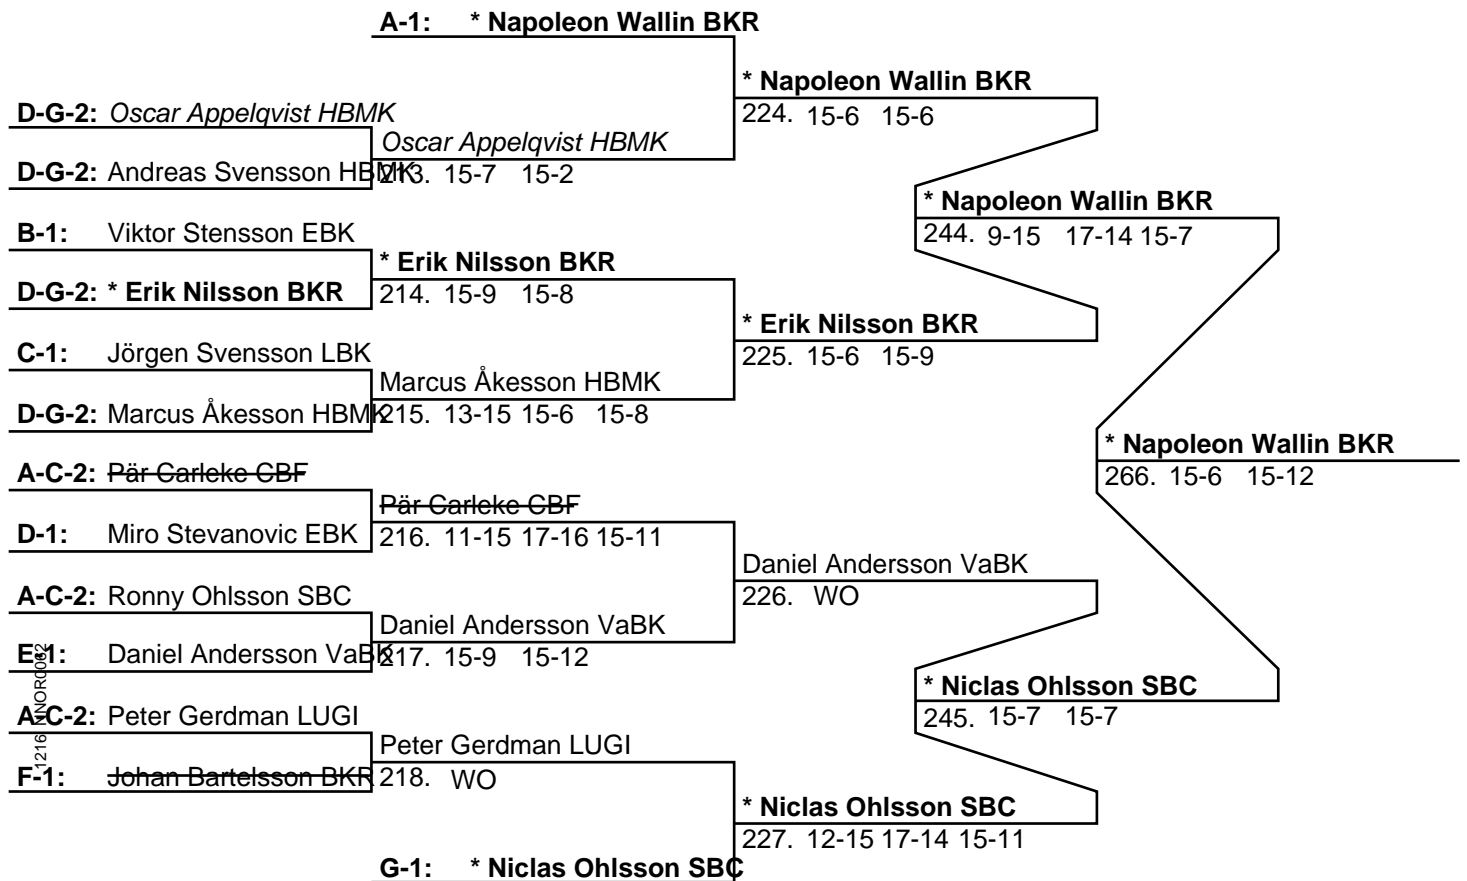 A-1: * Napoleon Wallin BKR
* Napoleon Wallin BKR
224. 15-6 15-6
D-G-2: Oscar Appelqvist HBMK
Oscar Appelqvist HBMK
D-G-2: Andreas Svensson HBMK
213. 15-7 15-2
* Napoleon Wallin BKR
244. 9-15 17-14 15-7
B-1: Viktor Stensson EBK
* Erik Nilsson BKR
D-G-2: * Erik Nilsson BKR
214. 15-9 15-8
* Erik Nilsson BKR
225. 15-6 15-9
C-1: Jörgen Svensson LBK
Marcus Åkesson HBMK
D-G-2: Marcus Åkesson HBMK
215. 13-15 15-6 15-8
* Napoleon Wallin BKR
266. 15-6 15-12
A-C-2: Pär Carleke CBF
Pär Carleke CBF
D-1: Miro Stevanovic EBK
216. 11-15 17-16 15-11
Daniel Andersson VaBK
226. WO
A-C-2: Ronny Ohlsson SBC
Daniel Andersson VaBK
E-1: Daniel Andersson VaBK
217. 15-9 15-12
* Niclas Ohlsson SBC
245. 15-7 15-7
A-C-2: Peter Gerdman LUGI
Peter Gerdman LUGI
F-1: Johan Bartelsson BKR
218. WO
* Niclas Ohlsson SBC
227. 12-15 17-14 15-11
G-1: * Niclas Ohlsson SBC